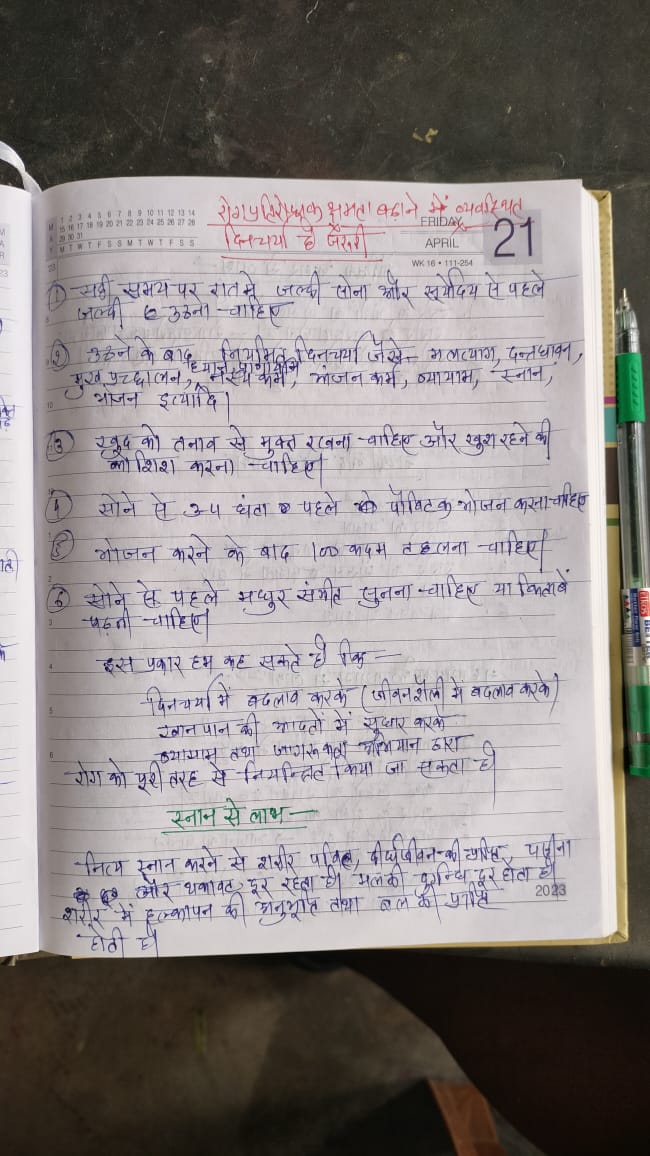 रोगप्रतिरोधक क्षमता बढ़ाने में व्यवस्थित
दिनचर्या है जरूरी
FRIDAY
APRIL
21
WK 16 • 111-254
M T W T F S S M T W T F S S
① सही समय पर रात में जल्दी सोना और सूर्योदय से पहले
जल्दी उठना चाहिए
② उठने के बाद नियमित दिनचर्या जैसे- मलत्याग, दन्तधावन,
ध्यान, प्राणायाम
मुख प्रच्छालन, नस्य कर्म, अंजन कर्म, व्यायाम, स्नान,
भोजन इत्यादि।
③ खुद को तनाव से मुक्त रखना चाहिए और खुश रहने की
कोशिश करना चाहिए।
④ सोने से 3-4 घंता पहले पौष्टिक भोजन करना चाहिए
⑤ भोजन करने के बाद 100 कदम तहलना चाहिए।
⑥ सोने से पहले मधुर संगीत सुनना चाहिए या किताबें
पढ़नी चाहिए।
इस प्रकार हम कह सकते है कि —
दिनचर्या में बदलाव करके (जीवनशैली में बदलाव करके)
खानपान की आदतों में सुधार करके
व्यायाम तथा जागरूकता अभियान द्वारा
रोग को पूरी तरह से नियन्त्रित किया जा सकता है।
स्नान से लाभ —
नित्य स्नान करने से शरीर पवित्र, दीर्घजीवन की प्राप्ति पसीना
और थकावट दूर रहता है। मल की दूर होता है।
शरीर में हल्कापन की अनुभूति तथा बल की
होती है।
2023